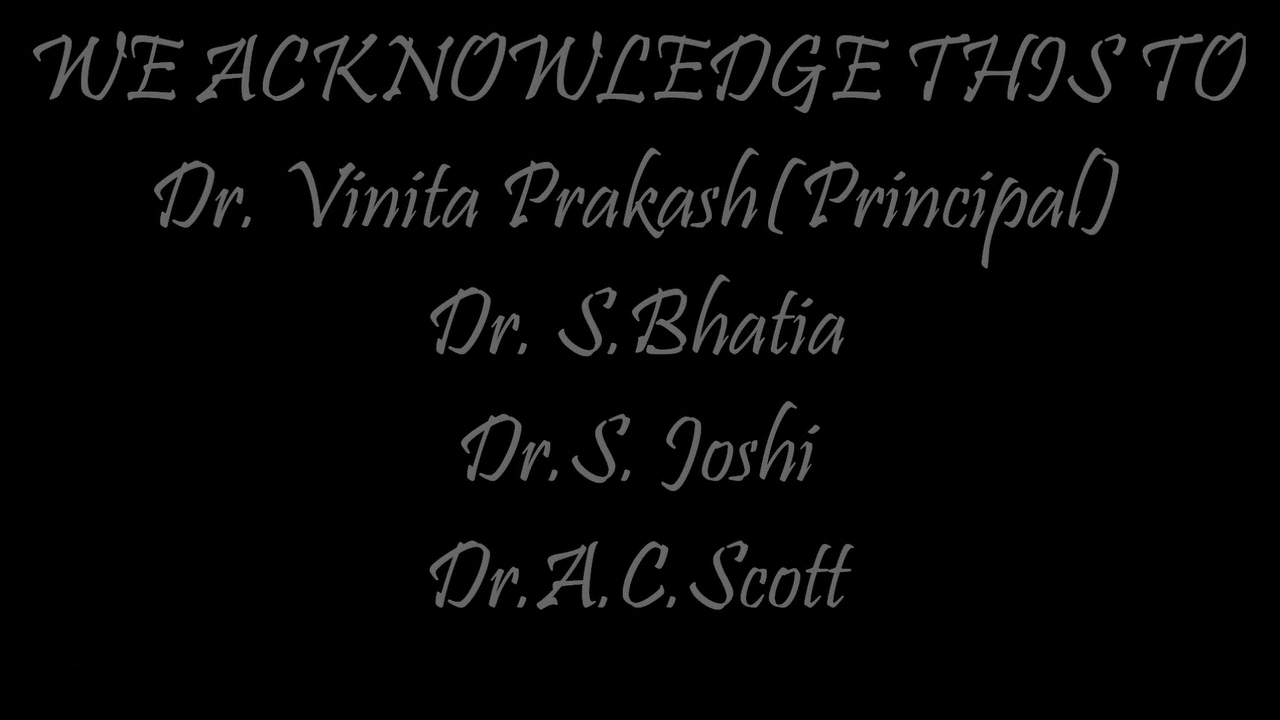 WE ACKNOWLEDGE THIS TO
Dr. Vinita Prakash(Principal)
Dr. S.Bhatia
Dr.S. Joshi
Dr.A.C.Scott